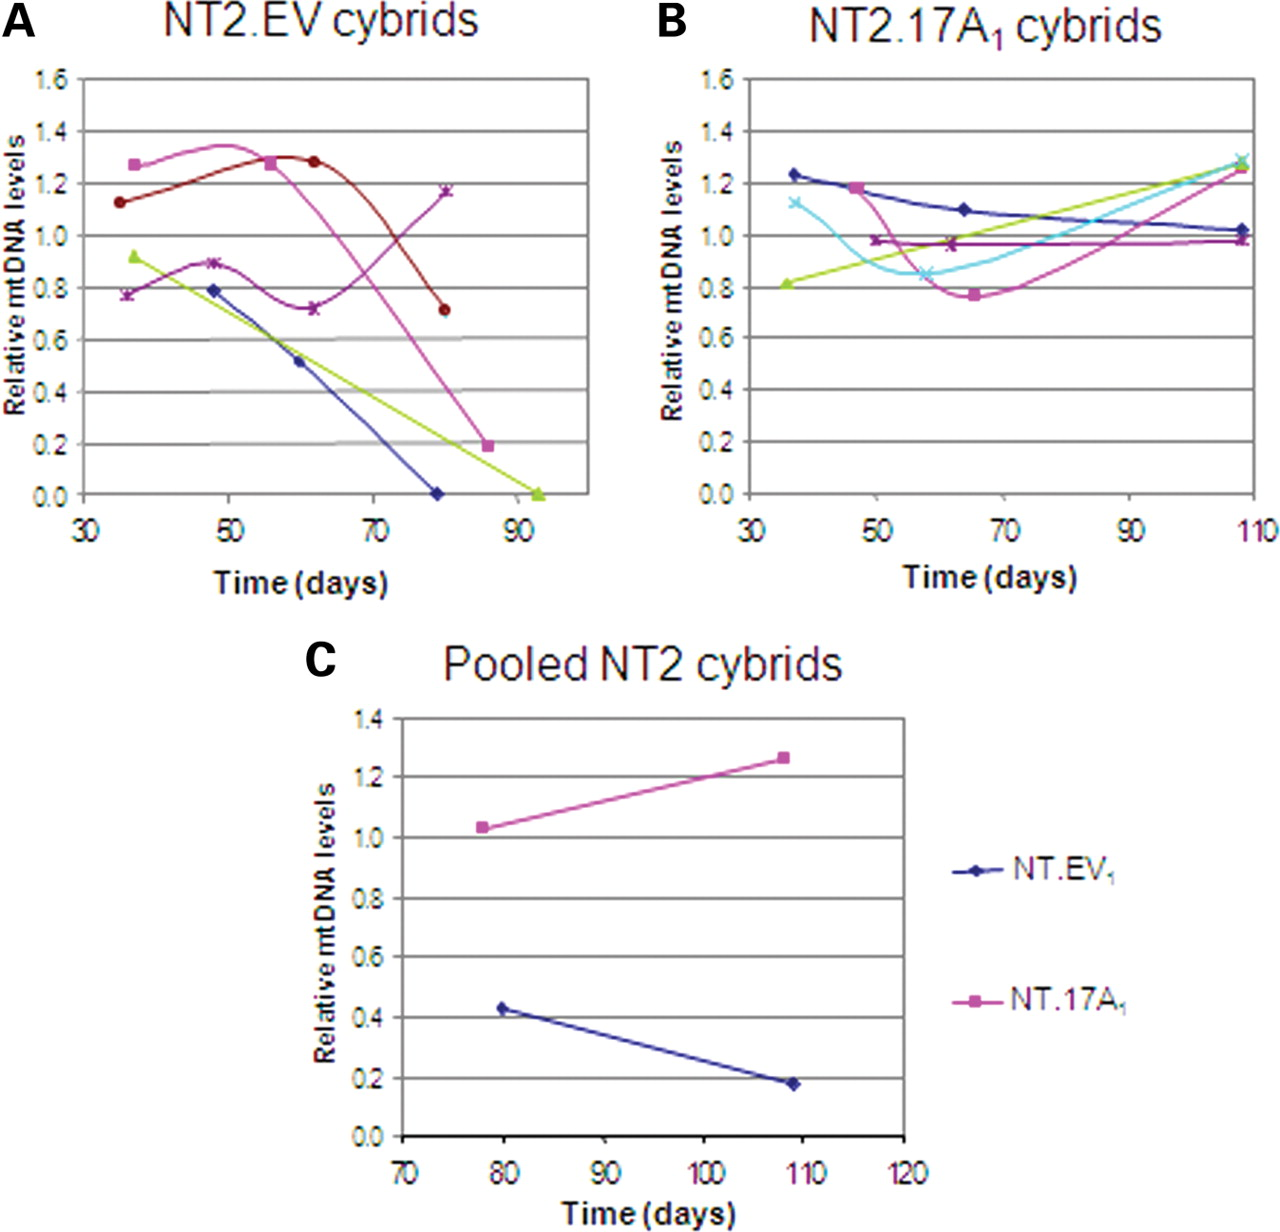 A
NT2.EV cybrids
Relative mtDNA levels
1.6
1.4
1.2
1.0
0.8
0.6
0.4
0.2
0.0
30 50 70 90
Time (days)
B
NT2.17A₁ cybrids
Relative mtDNA levels
1.6
1.4
1.2
1.0
0.8
0.6
0.4
0.2
0.0
30 50 70 90 110
Time (days)
C
Pooled NT2 cybrids
Relative mtDNA levels
1.4
1.2
1.0
0.8
0.6
0.4
0.2
0.0
70 80 90 100 110 120
Time (days)
NT.EV₁
NT.17A₁